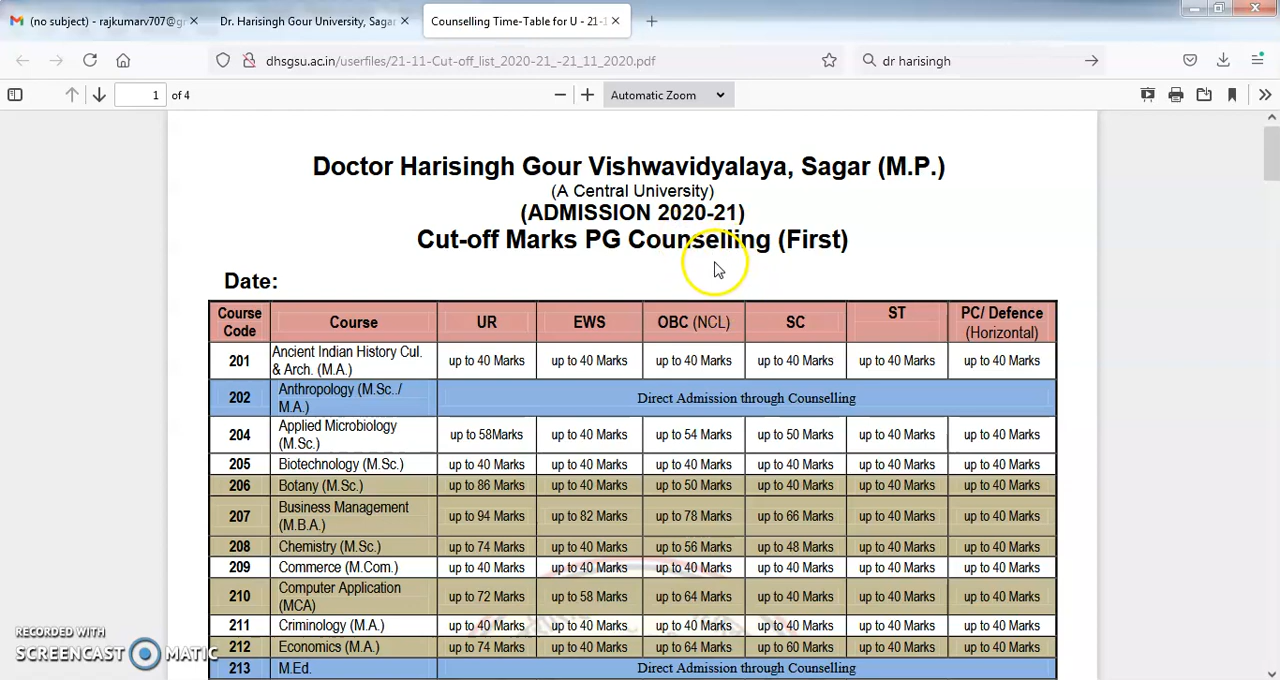 (no subject) - rajkumarv707@g
Dr. Harisingh Gour University, Sagar
Counselling Time-Table for U - 21-1
dhsgsu.ac.in/userfiles/21-11-Cut-off_list_2020-21_-21_11_2020.pdf
dr harisingh
1 of 4
Automatic Zoom
Doctor Harisingh Gour Vishwavidyalaya, Sagar (M.P.)
(A Central University)
(ADMISSION 2020-21)
Cut-off Marks PG Counselling (First)
Date:
Course Code Course UR EWS OBC (NCL) SC ST PC/ Defence (Horizontal)
201 Ancient Indian History Cul. & Arch. (M.A.) up to 40 Marks up to 40 Marks up to 40 Marks up to 40 Marks up to 40 Marks up to 40 Marks
202 Anthropology (M.Sc../ M.A.) Direct Admission through Counselling
204 Applied Microbiology (M.Sc.) up to 58Marks up to 40 Marks up to 54 Marks up to 50 Marks up to 40 Marks up to 40 Marks
205 Biotechnology (M.Sc.) up to 40 Marks up to 40 Marks up to 40 Marks up to 40 Marks up to 40 Marks up to 40 Marks
206 Botany (M.Sc.) up to 86 Marks up to 40 Marks up to 50 Marks up to 40 Marks up to 40 Marks up to 40 Marks
207 Business Management (M.B.A.) up to 94 Marks up to 82 Marks up to 78 Marks up to 66 Marks up to 40 Marks up to 40 Marks
208 Chemistry (M.Sc.) up to 74 Marks up to 40 Marks up to 56 Marks up to 48 Marks up to 40 Marks up to 40 Marks
209 Commerce (M.Com.) up to 40 Marks up to 40 Marks up to 40 Marks up to 40 Marks up to 40 Marks up to 40 Marks
210 Computer Application (MCA) up to 72 Marks up to 58 Marks up to 64 Marks up to 40 Marks up to 40 Marks up to 40 Marks
211 Criminology (M.A.) up to 40 Marks up to 40 Marks up to 40 Marks up to 40 Marks up to 40 Marks up to 40 Marks
212 Economics (M.A.) up to 74 Marks up to 40 Marks up to 64 Marks up to 60 Marks up to 40 Marks up to 40 Marks
213 M.Ed. Direct Admission through Counselling
RECORDED WITH
SCREENCAST MATIC